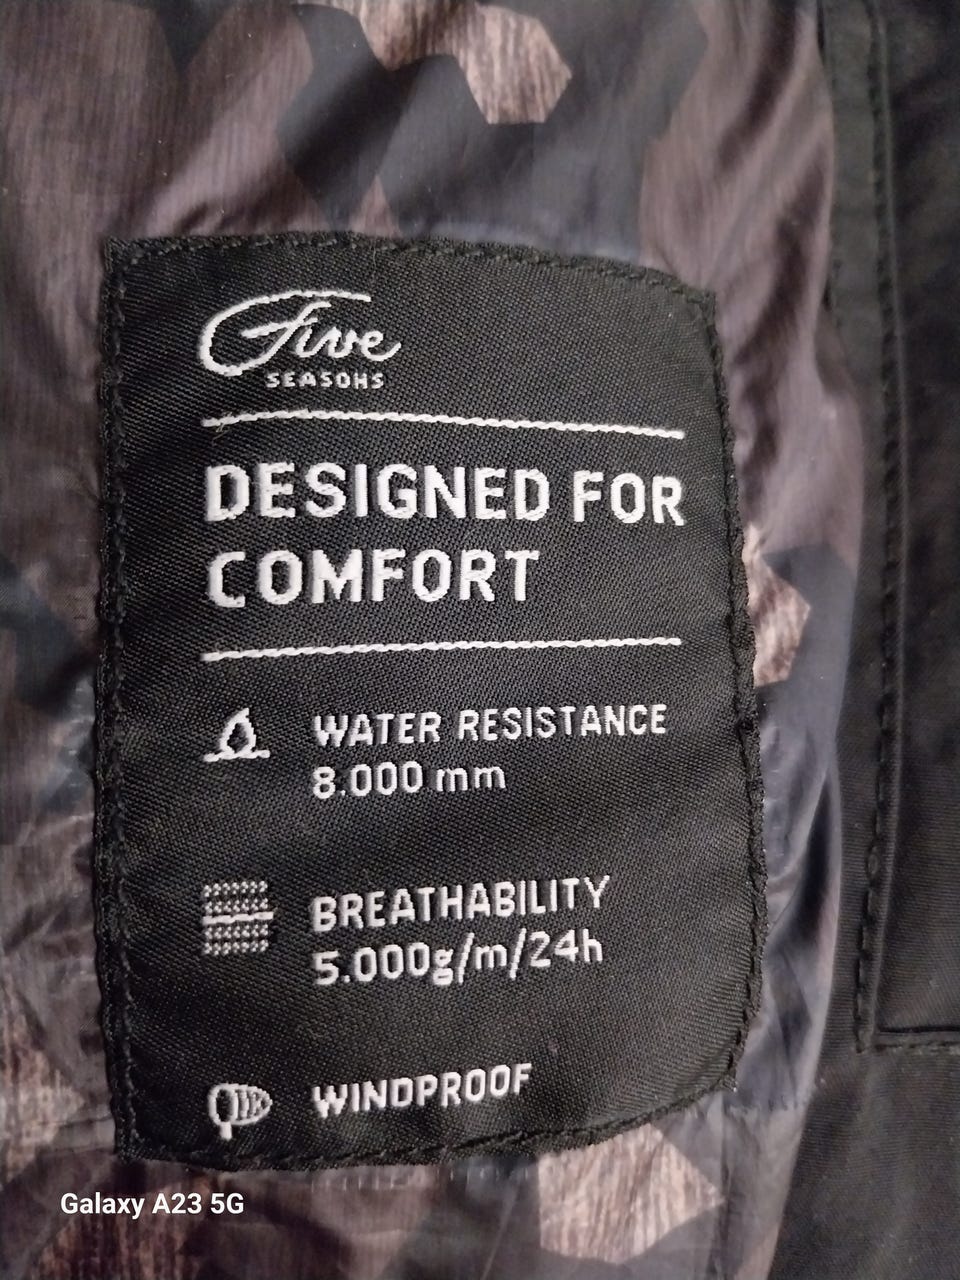 Five
SEASONS
DESIGNED FOR
COMFORT
WATER RESISTANCE
8.000 mm
BREATHABILITY
5.000g/m/24h
WINDPROOF
Galaxy A23 5G